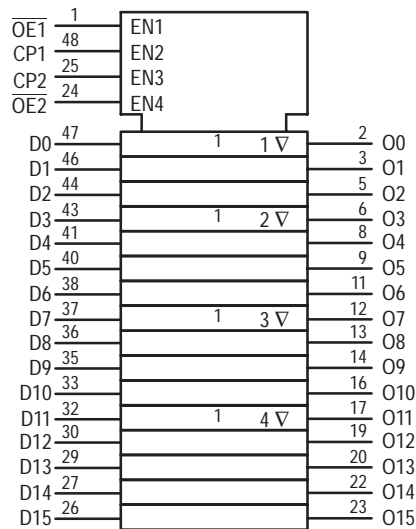 OE1 1 EN1
CP1 48 EN2
CP2 25 EN3
OE2 24 EN4
D0 47 1 1 ∇ 2 O0
D1 46 3 O1
D2 44 5 O2
D3 43 1 2 ∇ 6 O3
D4 41 8 O4
D5 40 9 O5
D6 38 11 O6
D7 37 1 3 ∇ 12 O7
D8 36 13 O8
D9 35 14 O9
D10 33 16 O10
D11 32 1 4 ∇ 17 O11
D12 30 19 O12
D13 29 20 O13
D14 27 22 O14
D15 26 23 O15